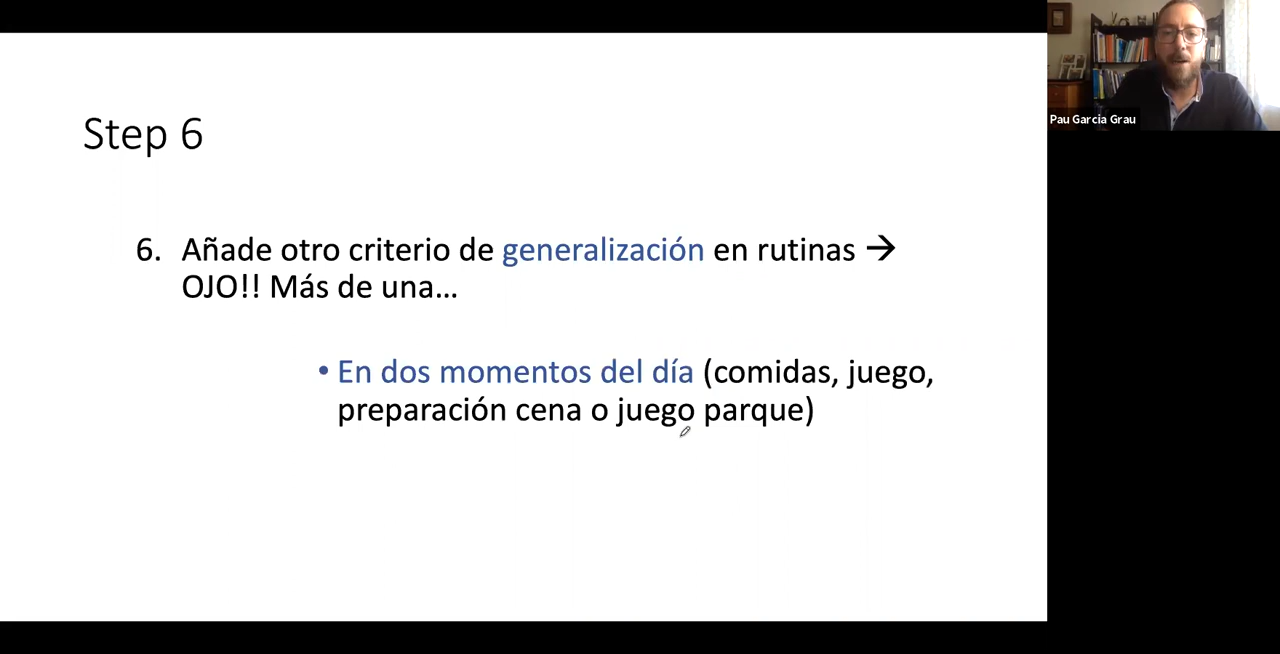 Step 6
6. Añade otro criterio de generalización en rutinas →
OJO!! Más de una…
• En dos momentos del día (comidas, juego,
preparación cena o juego parque)
Pau García Grau